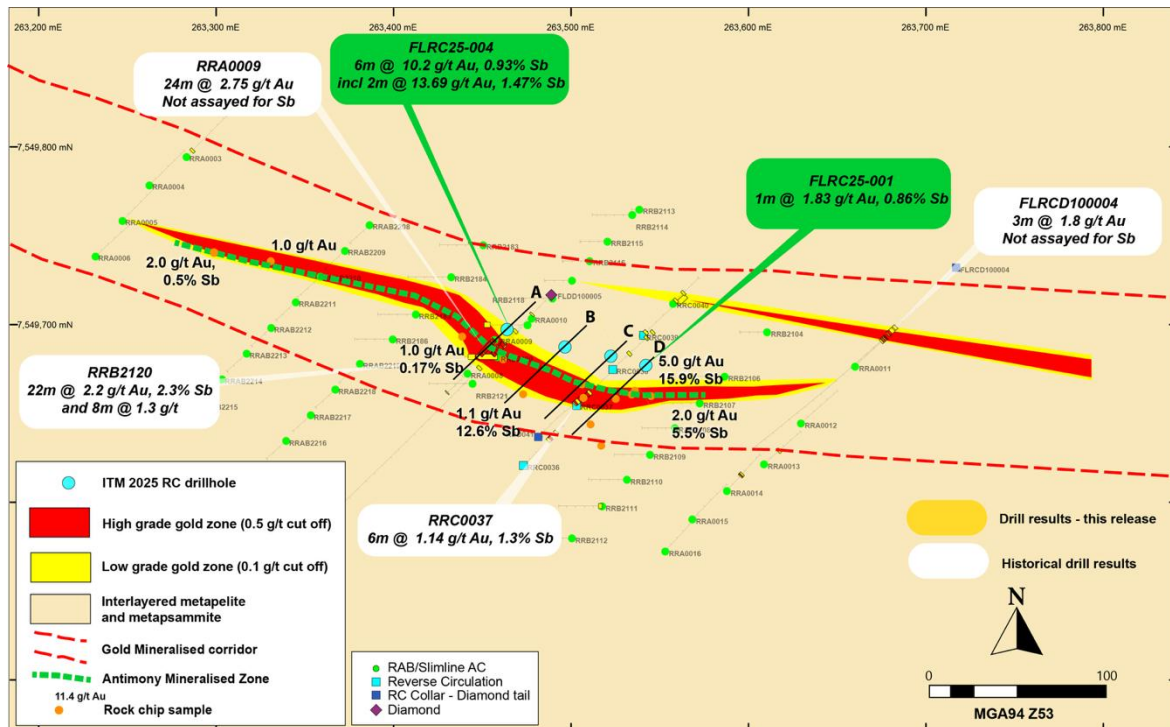 263,200 mE
263,300 mE
263,400 mE
263,500 mE
263,600 mE
263,700 mE
263,800 mE
7,549,800 mN
7,549,700 mN
RRA0009
24m @ 2.75 g/t Au
Not assayed for Sb
FLRC25-004
6m @ 10.2 g/t Au, 0.93% Sb
incl 2m @ 13.69 g/t Au, 1.47% Sb
FLRC25-001
1m @ 1.83 g/t Au, 0.86% Sb
FLRCD100004
3m @ 1.8 g/t Au
Not assayed for Sb
RRB2120
22m @ 2.2 g/t Au, 2.3% Sb
and 8m @ 1.3 g/t
RRC0037
6m @ 1.14 g/t Au, 1.3% Sb
RRA0003
RRA0004
RRA0005
RRA0006
RRAB2209
RRAB2211
RRAB2212
RRAB2213
RRAB2214
RRAB2216
RRAB2217
RRAB2218
RRB2183
RRB2184
RRB2186
RRB2118
FLDD100005
RRA0010
RRA0009
RRB2121
RRB2113
RRB2114
RRB2115
RRC0040
RRC0036
RRB2104
RRB2106
RRB2107
RRB2109
RRB2110
RRB2111
RRB2112
RRA0011
RRA0012
RRA0013
RRA0014
RRA0015
RRA0016
FLRCD100004
1.0 g/t Au
2.0 g/t Au,
0.5% Sb
1.0 g/t Au
0.17% Sb
1.1 g/t Au
12.6% Sb
5.0 g/t Au
15.9% Sb
2.0 g/t Au
5.5% Sb
A
B
C
D
ITM 2025 RC drillhole
High grade gold zone (0.5 g/t cut off)
Low grade gold zone (0.1 g/t cut off)
Interlayered metapelite
and metapsammite
Gold Mineralised corridor
Antimony Mineralised Zone
11.4 g/t Au
Rock chip sample
RAB/Slimline AC
Reverse Circulation
RC Collar - Diamond tail
Diamond
Drill results - this release
Historical drill results
N
0
100
MGA94 Z53